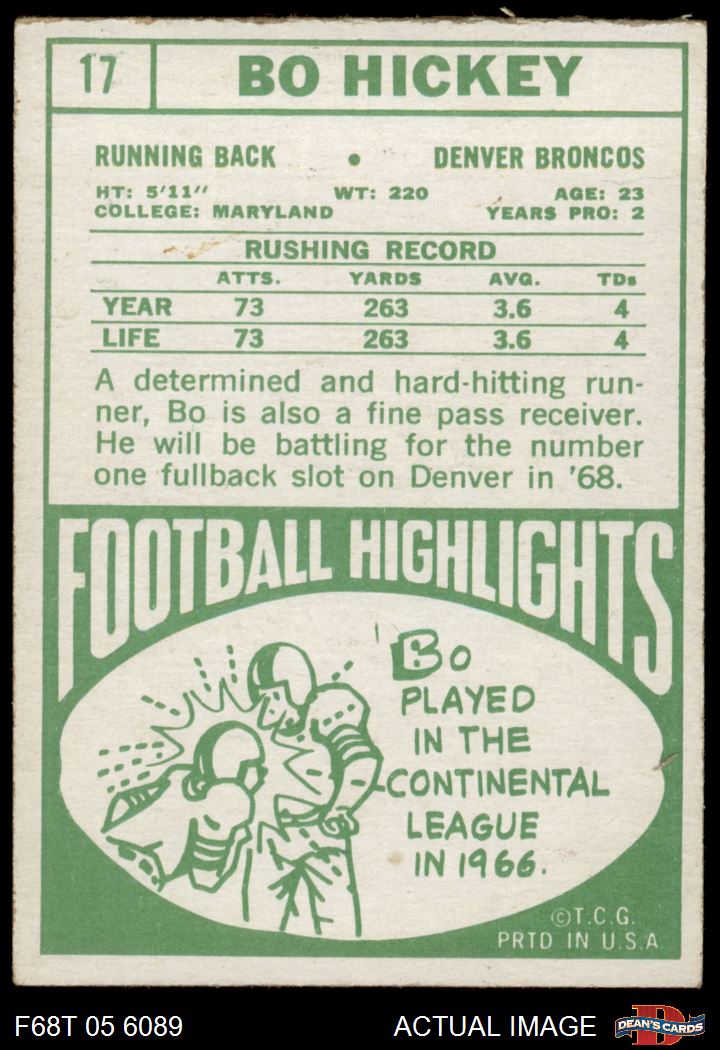 17 BO HICKEY
RUNNING BACK • DENVER BRONCOS
HT: 5'11" WT: 220 AGE: 23
COLLEGE: MARYLAND YEARS PRO: 2
RUSHING RECORD
ATTS. YARDS AVG. TDs
YEAR 73 263 3.6 4
LIFE 73 263 3.6 4
A determined and hard-hitting run-
ner, Bo is also a fine pass receiver.
He will be battling for the number
one fullback slot on Denver in '68.
FOOTBALL HIGHLIGHTS
Bo
PLAYED
IN THE
CONTINENTAL
LEAGUE
IN 1966.
©T.C.G.
PRTD IN U.S.A
F68T 05 6089 ACTUAL IMAGE DEAN'S CARDS